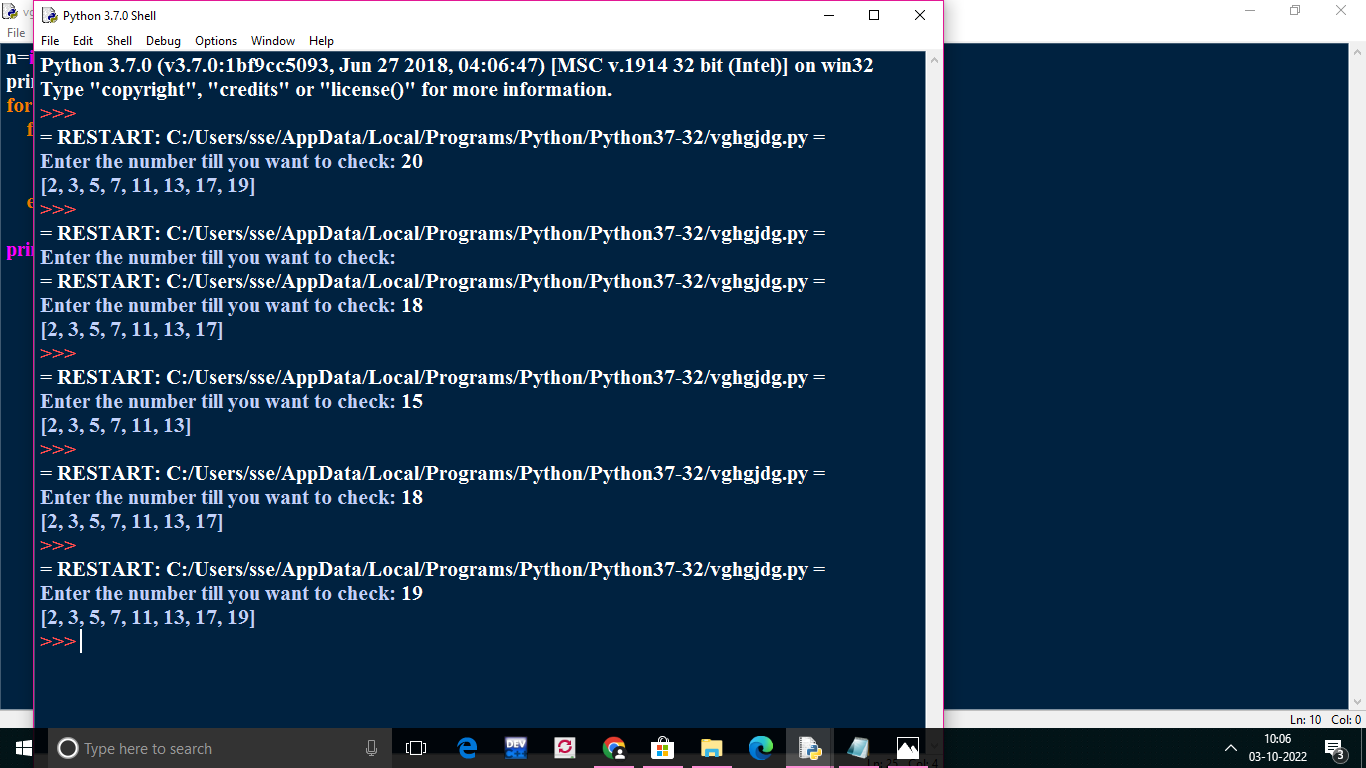 Python 3.7.0 Shell
File
File Edit Shell Debug Options Window Help
n=
Python 3.7.0 (v3.7.0:1bf9cc5093, Jun 27 2018, 04:06:47) [MSC v.1914 32 bit (Intel)] on win32
pri
Type "copyright", "credits" or "license()" for more information.
for
>>>
f
= RESTART: C:/Users/sse/AppData/Local/Programs/Python/Python37-32/vghgjdg.py =
Enter the number till you want to check: 20
[2, 3, 5, 7, 11, 13, 17, 19]
e
>>>
= RESTART: C:/Users/sse/AppData/Local/Programs/Python/Python37-32/vghgjdg.py =
pri
Enter the number till you want to check:
= RESTART: C:/Users/sse/AppData/Local/Programs/Python/Python37-32/vghgjdg.py =
Enter the number till you want to check: 18
[2, 3, 5, 7, 11, 13, 17]
>>>
= RESTART: C:/Users/sse/AppData/Local/Programs/Python/Python37-32/vghgjdg.py =
Enter the number till you want to check: 15
[2, 3, 5, 7, 11, 13]
>>>
= RESTART: C:/Users/sse/AppData/Local/Programs/Python/Python37-32/vghgjdg.py =
Enter the number till you want to check: 18
[2, 3, 5, 7, 11, 13, 17]
>>>
= RESTART: C:/Users/sse/AppData/Local/Programs/Python/Python37-32/vghgjdg.py =
Enter the number till you want to check: 19
[2, 3, 5, 7, 11, 13, 17, 19]
>>>
Ln: 10 Col: 0
Type here to search
DEV
10:06
03-10-2022
3